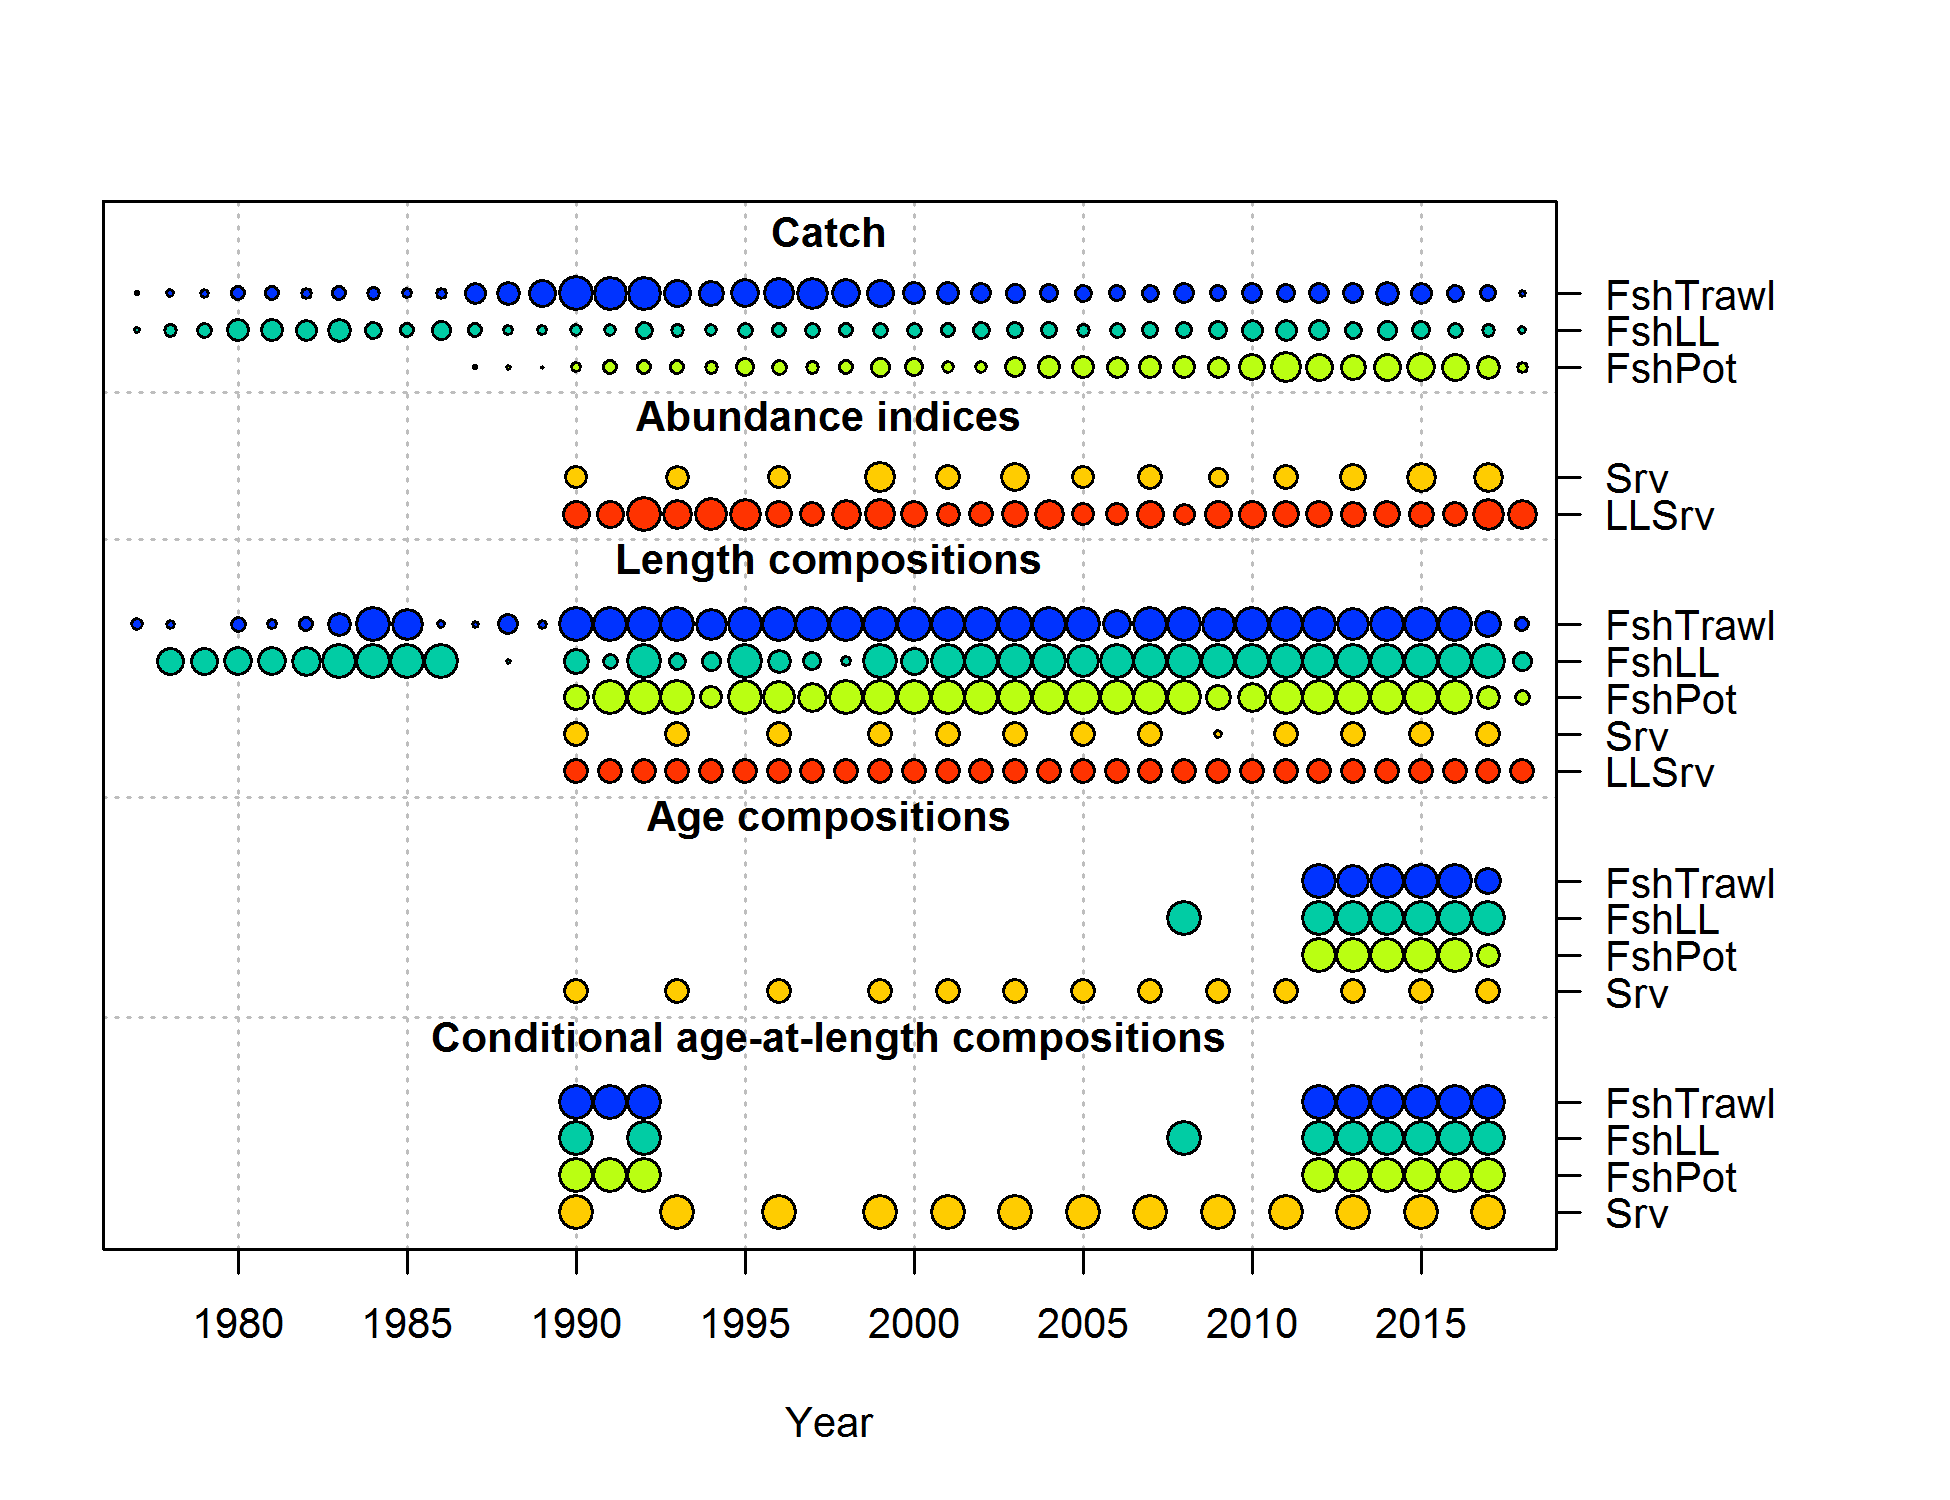 Catch
FshTrawl
FshLL
FshPot
Abundance indices
Srv
LLSrv
Length compositions
FshTrawl
FshLL
FshPot
Srv
LLSrv
Age compositions
FshTrawl
FshLL
FshPot
Srv
Conditional age-at-length compositions
FshTrawl
FshLL
FshPot
Srv
1980 1985 1990 1995 2000 2005 2010 2015
Year